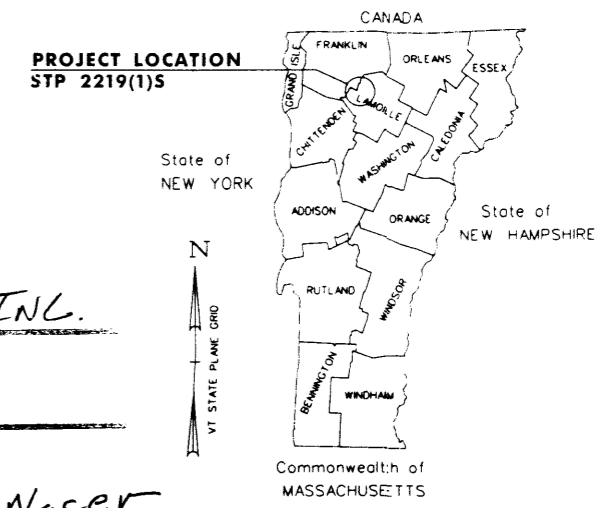 CANADA
PROJECT LOCATION
STP 2219(1)S
GRAND ISLE
FRANKLIN
ORLEANS
ESSEX
LAMOILLE
CHITTENDEN
CALEDONIA
WASHINGTON
State of
NEW YORK
ADDISON
ORANGE
State of
NEW HAMPSHIRE
N
VT STATE PLANE GRID
INC.
RUTLAND
WINDSOR
BENNINGTON
WINDHAM
Commonwealth of
MASSACHUSETTS